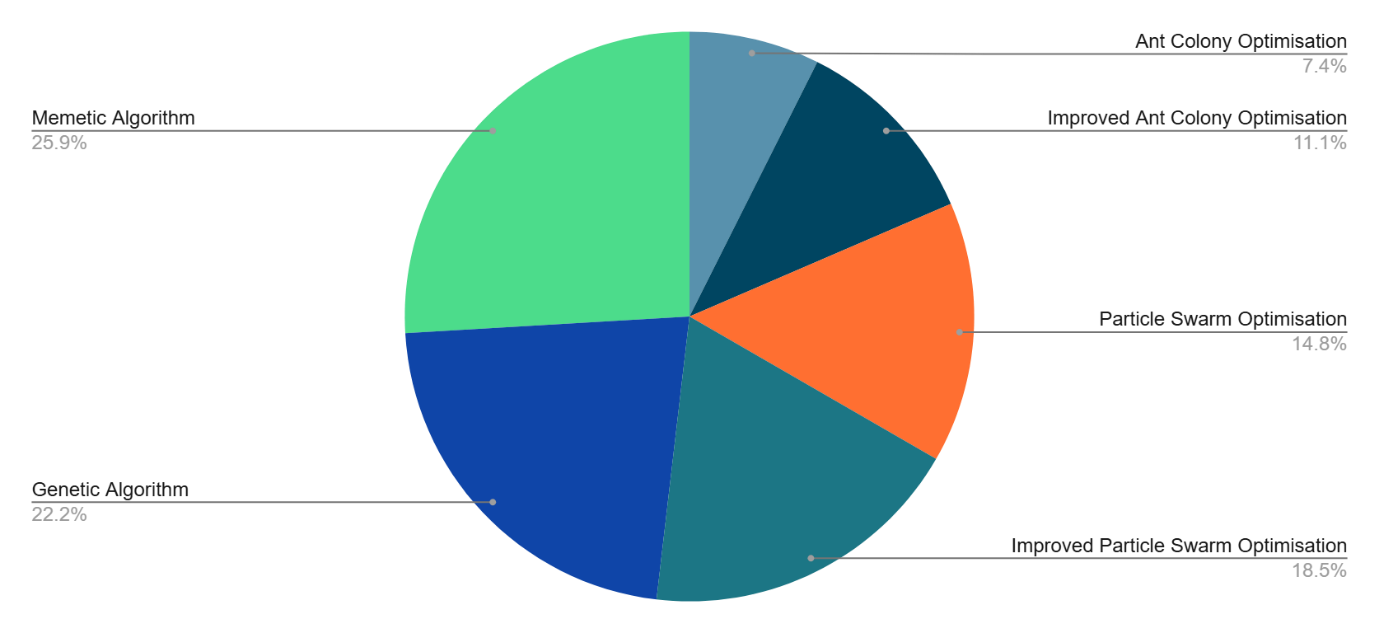 Ant Colony Optimisation
7.4%
Memetic Algorithm
25.9%
Improved Ant Colony Optimisation
11.1%
Particle Swarm Optimisation
14.8%
Genetic Algorithm
22.2%
Improved Particle Swarm Optimisation
18.5%